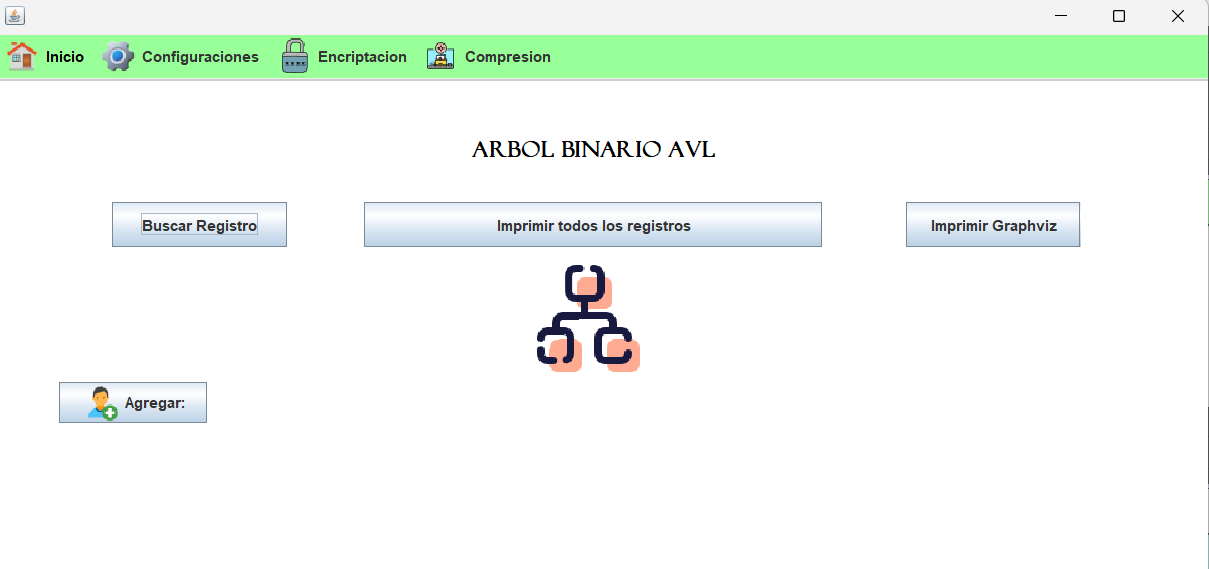 Inicio Configuraciones Encriptacion Compresion
ARBOL BINARIO AVL
Buscar Registro Imprimir todos los registros Imprimir Graphviz
Agregar: